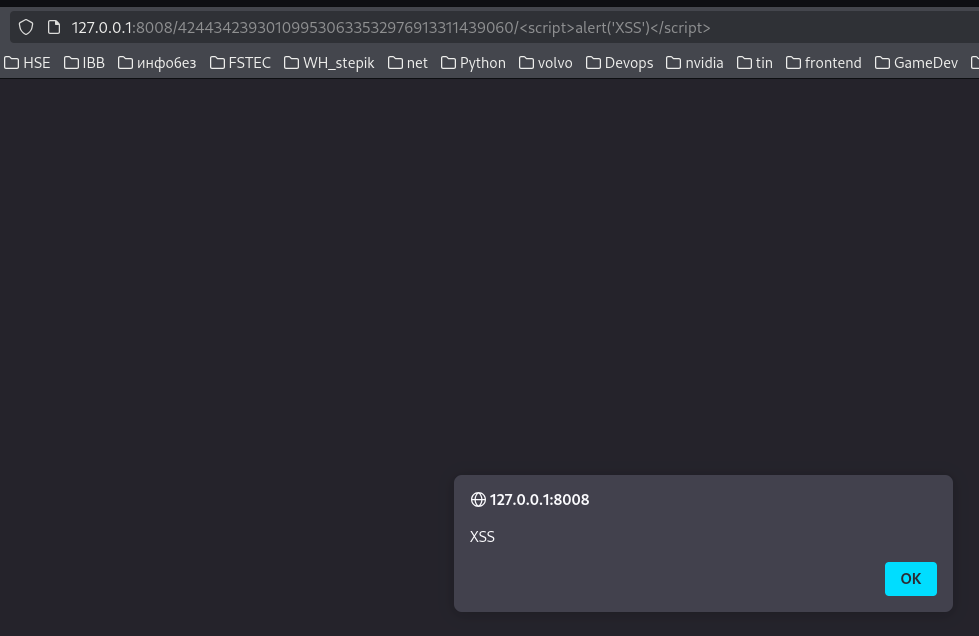 127.0.0.1:8008/424434239301099530633532976913311439060/<script>alert('XSS')</script>
HSE IBB инфобез FSTEC WH_stepik net Python volvo Devops nvidia tin frontend GameDev
127.0.0.1:8008
XSS
OK